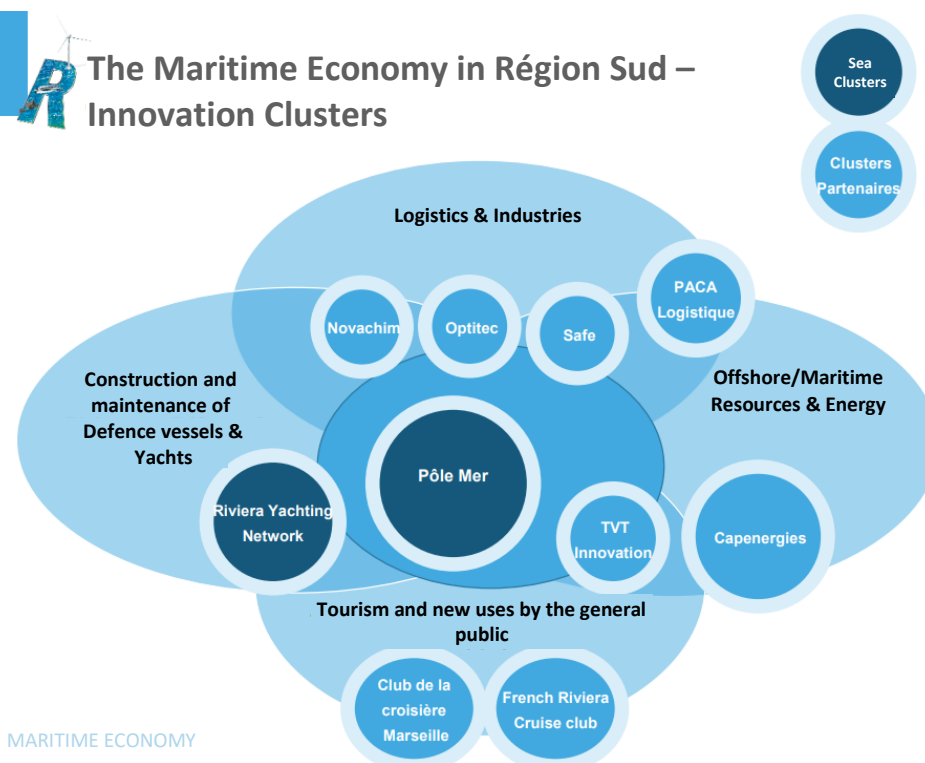 The Maritime Economy in Région Sud –
Innovation Clusters
Sea
Clusters
Clusters
Partenaires
Logistics & Industries
PACA
Logistique
Novachim
Optitec
Safe
Construction and
maintenance of
Defence vessels &
Yachts
Offshore/Maritime
Resources & Energy
Pôle Mer
Riviera Yachting
Network
TVT
Innovation
Capenergies
Tourism and new uses by the general
public
Club de la
croisière
Marseille
French Riviera
Cruise club
MARITIME ECONOMY